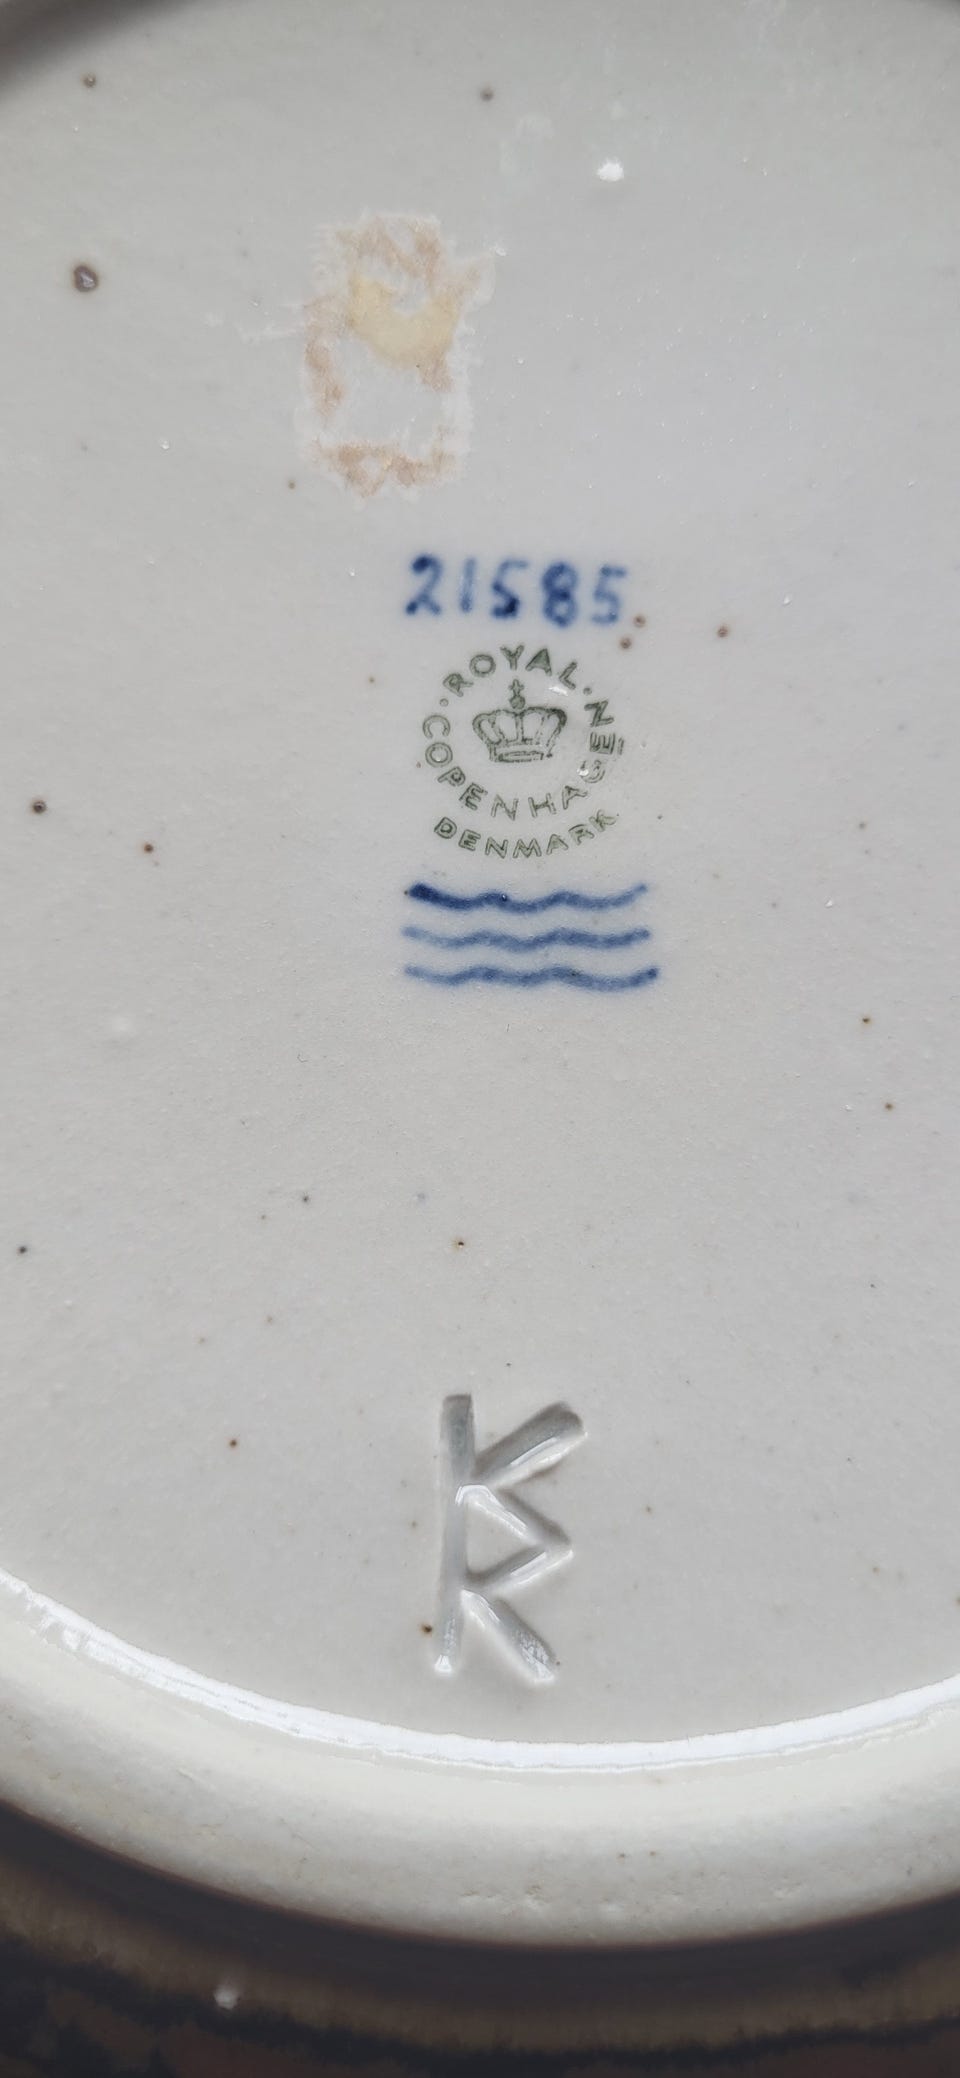 21585
ROYAL · COPENHAGEN
DENMARK